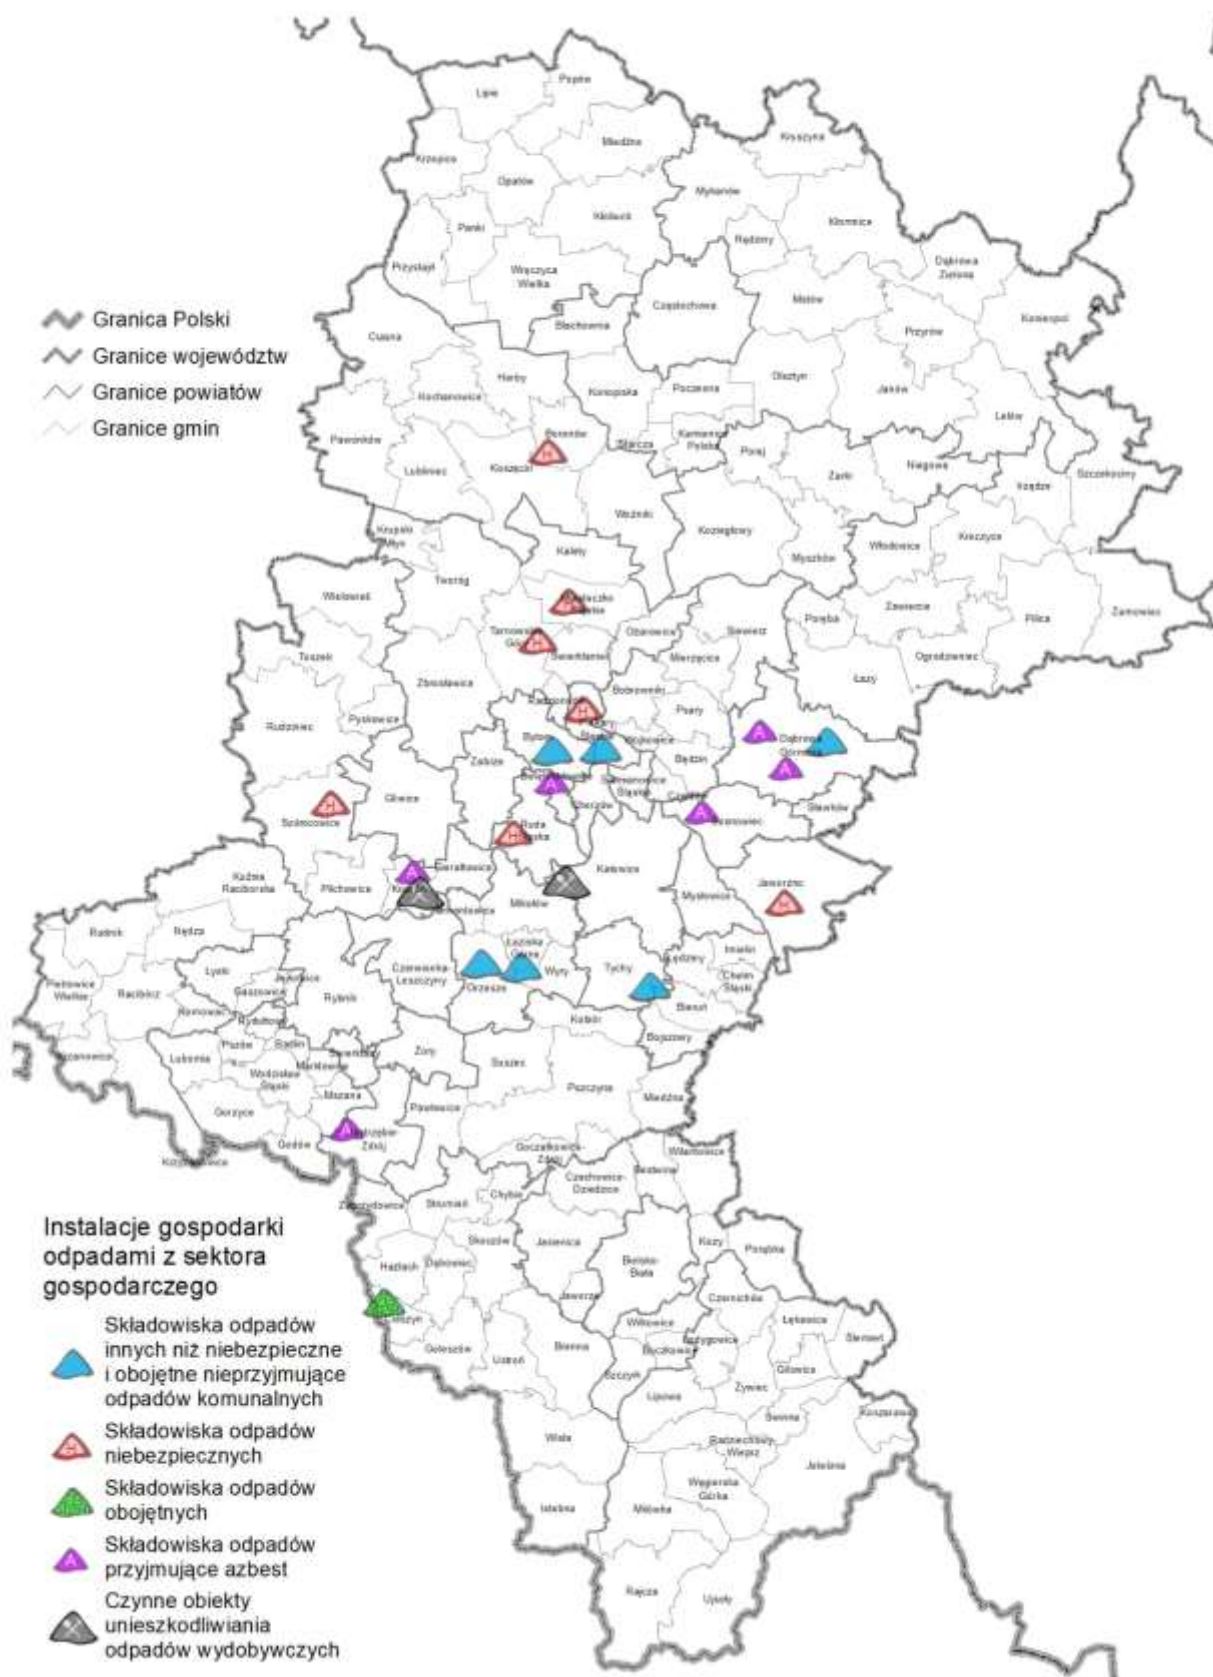 Popów
Lipie
Miedźno
Kruszyna
Krzepice
Opatów
Mykanów
Kłobuck
Kłomnice
Panki
Rędziny
Przystajń
Wręczyca
Wielka
Dąbrowa
Zielona
Częstochowa
Mstów
Koniecpol
Granica Polski
Blachownia
Przyrów
Ciasna
Granice województw
Herby
Olsztyn
Janów
Konopiska
Poczesna
Granice powiatów
Kochanowice
Lelów
Granice gmin
Boronów
Pawonków
Starcza
Kamienica
Polska
Poraj
Niegowa
Lubliniec
Koszęcin
Żarki
Szczekociny
Irządze
Woźniki
Koziegłowy
Krupski
Młyn
Włodowice
Kroczyce
Kalety
Myszków
Tworóg
Wielowieś
Zawiercie
Żarnowiec
Poręba
Pilica
Siewierz
Ożarowice
Tarnowskie
Góry
Świerklaniec
Mierzęcice
Ogrodzieniec
Toszek
Zbrosławice
Łazy
Bobrowniki
Radzionków
Psary
Pyskowice
Rudziniec
Bytom
Wojkowice
Dąbrowa
Górnicza
Będzin
Zabrze
Gliwice
Siemianowice
Śląskie
Chorzów
Sławków
Sosnowiec
Sośnicowice
Ruda
Śląska
Gierałtowice
Katowice
Kuźnia
Raciborska
Pilchowice
Jaworzno
Mysłowice
Mikołów
Rudnik
Nędza
Łaziska
Górne
Imielin
Lędziny
Tychy
Wyry
Czerwionka-
Leszczyny
Chełm
Śląski
Lyski
Pietrowice
Wielkie
Gaszowice
Orzesze
Racibórz
Rybnik
Bieruń
Kornowac
Kobiór
Rydułtowy
Bojszowy
Pszów
Radlin
Żory
Lubomia
Suszec
Marklowice
Wodzisław
Śląski
Pszczyna
Mszana
Miedźna
Gorzyce
Pawłowice
Jastrzębie-
Zdrój
Godów
Goczałkowice-
Zdrój
Wilamowice
Bestwina
Czechowice-
Dziedzice
Zebrzydowice
Strumień
Chybie
Instalacje gospodarki
odpadami z sektora
gospodarczego
Skoczów
Jasienica
Kozy
Porąbka
Hażlach
Dębowiec
Bielsko-
Biała
Jaworze
Czernichów
Cieszyn
Łękawica
Wilkowice
Ślemień
Goleszów
Ustroń
Brenna
Buczkowice
Łodygowice
Gilowice
Szczyrk
Lipowa
Żywiec
Świnna
Koszarawa
Wisła
Radziechowy
Wieprz
Jeleśnia
Węgierska
Górka
Istebna
Milówka
Rajcza
Ujsoły
Składowiska odpadów
innych niż niebezpieczne
i obojętne nieprzyjmujące
odpadów komunalnych
Składowiska odpadów
niebezpiecznych
Składowiska odpadów
obojętnych
Składowiska odpadów
przyjmujące azbest
Czynne obiekty
unieszkodliwiania
odpadów wydobywczych